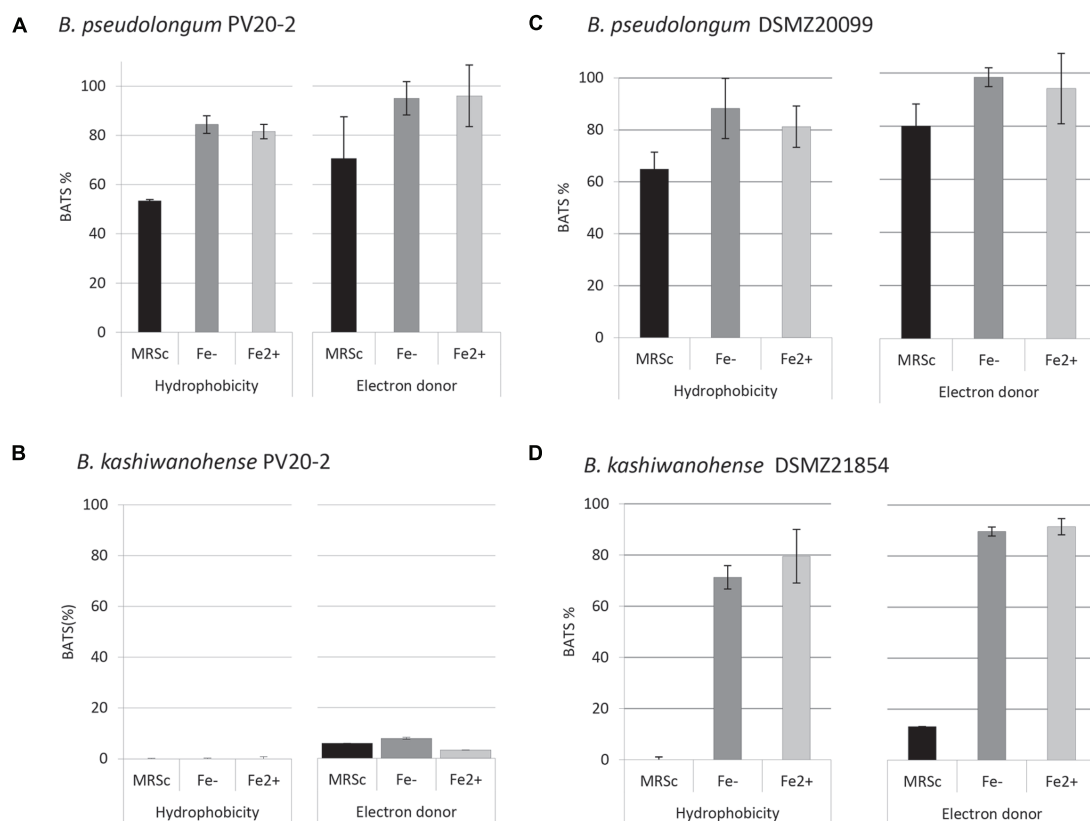 A
B. pseudolongum PV20-2
BATS %
100
80
60
40
20
0
MRSc Fe- Fe2+ MRSc Fe- Fe2+
Hydrophobicity Electron donor
C
B. pseudolongum DSMZ20099
BATS %
100
80
60
40
20
0
MRSc Fe- Fe2+ MRSc Fe- Fe2+
Hydrophobicity Electron donor
B
B. kashiwanohense PV20-2
BATS(%)
100
80
60
40
20
0
MRSc Fe- Fe2+ MRSc Fe- Fe2+
Hydrophobicity Electron donor
D
B. kashiwanohense DSMZ21854
BATS %
100
80
60
40
20
0
MRSc Fe- Fe2+ MRSc Fe- Fe2+
Hydrophobicity Electron donor